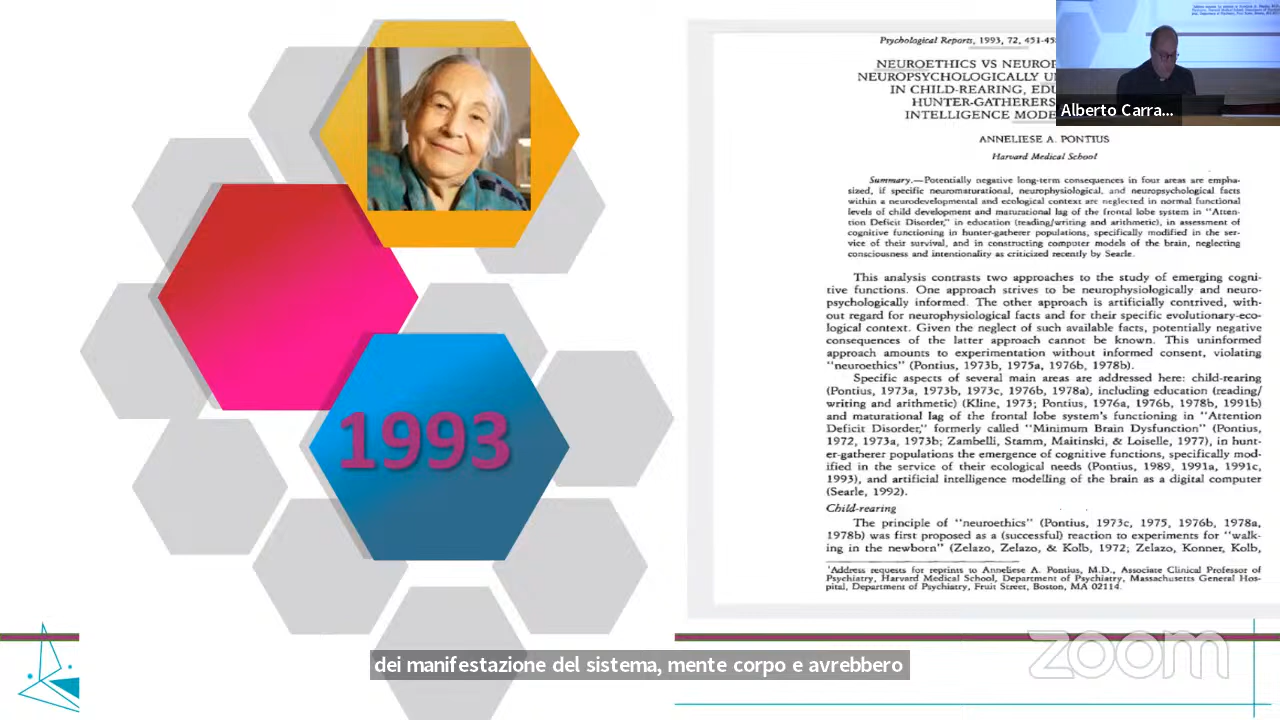 Psychological Reports, 1993, 72,
NEUROETHICS VS
NEUROPSYCHOLOGICALLY
IN CHILD-REARING,
HUNTER-GATHERERS
INTELLIGENCE
ANNELIESE A. PONTIUS
Harvard Medical School
Summary.—Potentially negative long-term consequences in four areas are empha-
sized, if specific neuromaturational, neurophysiological, and neuropsychological facts
within a neurodevelopmental and ecological context are neglected in normal functional
levels of child development and maturational lag of the frontal lobe system in "Atten-
tion Deficit Disorder," in education (reading/writing and arithmetic), in assessment of
cognitive functioning in hunter-gatherer populations, specifically modified in the ser-
vice of their survival, and in constructing computer models of the brain, neglecting
consciousness and intentionality as criticized recently by Searle.
This analysis contrasts two approaches to the study of emerging cogni-
tive functions. One approach strives to be neurophysiologically and neuro-
psychologically informed. The other approach is artificially contrived, with-
out regard for neurophysiological facts and for their specific evolutionary-eco-
logical context. Given the neglect of such available facts, potentially negative
consequences of the latter approach cannot be known. This uninformed
approach amounts to experimentation without informed consent, violating
"neuroethics" (Pontius, 1973b, 1975a, 1976b, 1978b).
Specific aspects of several main areas are addressed here: child-rearing
(Pontius, 1973a, 1973b, 1973c, 1976b, 1978a), including education (reading/
writing and arithmetic) (Kline, 1973; Pontius, 1976a, 1976b, 1978b, 1991b)
and maturational lag of the frontal lobe system's functioning in "Attention
Deficit Disorder," formerly called "Minimum Brain Dysfunction" (Pontius,
1972, 1973a, 1973b; Zambelli, Stamm, Maitinski, & Loiselle, 1977), in hunt-
er-gatherer populations the emergence of cognitive functions, specifically mod-
ified in the service of their ecological needs (Pontius, 1989, 1991a, 1991c,
1993), and artificial intelligence modelling of the brain as a digital computer
(Searle, 1992).
Child-rearing
The principle of "neuroethics" (Pontius, 1973c, 1975, 1976b, 1978a,
1978b) was first proposed as a (successful) reaction to experiments for "walk-
ing in the newborn" (Zelazo, Zelazo, & Kolb, 1972; Zelazo, Konner, Kolb,
¹Address requests for reprints to Anneliese A. Pontius, M.D., Associate Clinical Professor of
Psychiatry, Harvard Medical School, Department of Psychiatry, Massachusetts General Hos-
pital, Department of Psychiatry, Fruit Street, Boston, MA 02114.
Alberto Carra...
1993
dei manifestazione del sistema, mente corpo e avrebbero
zoom